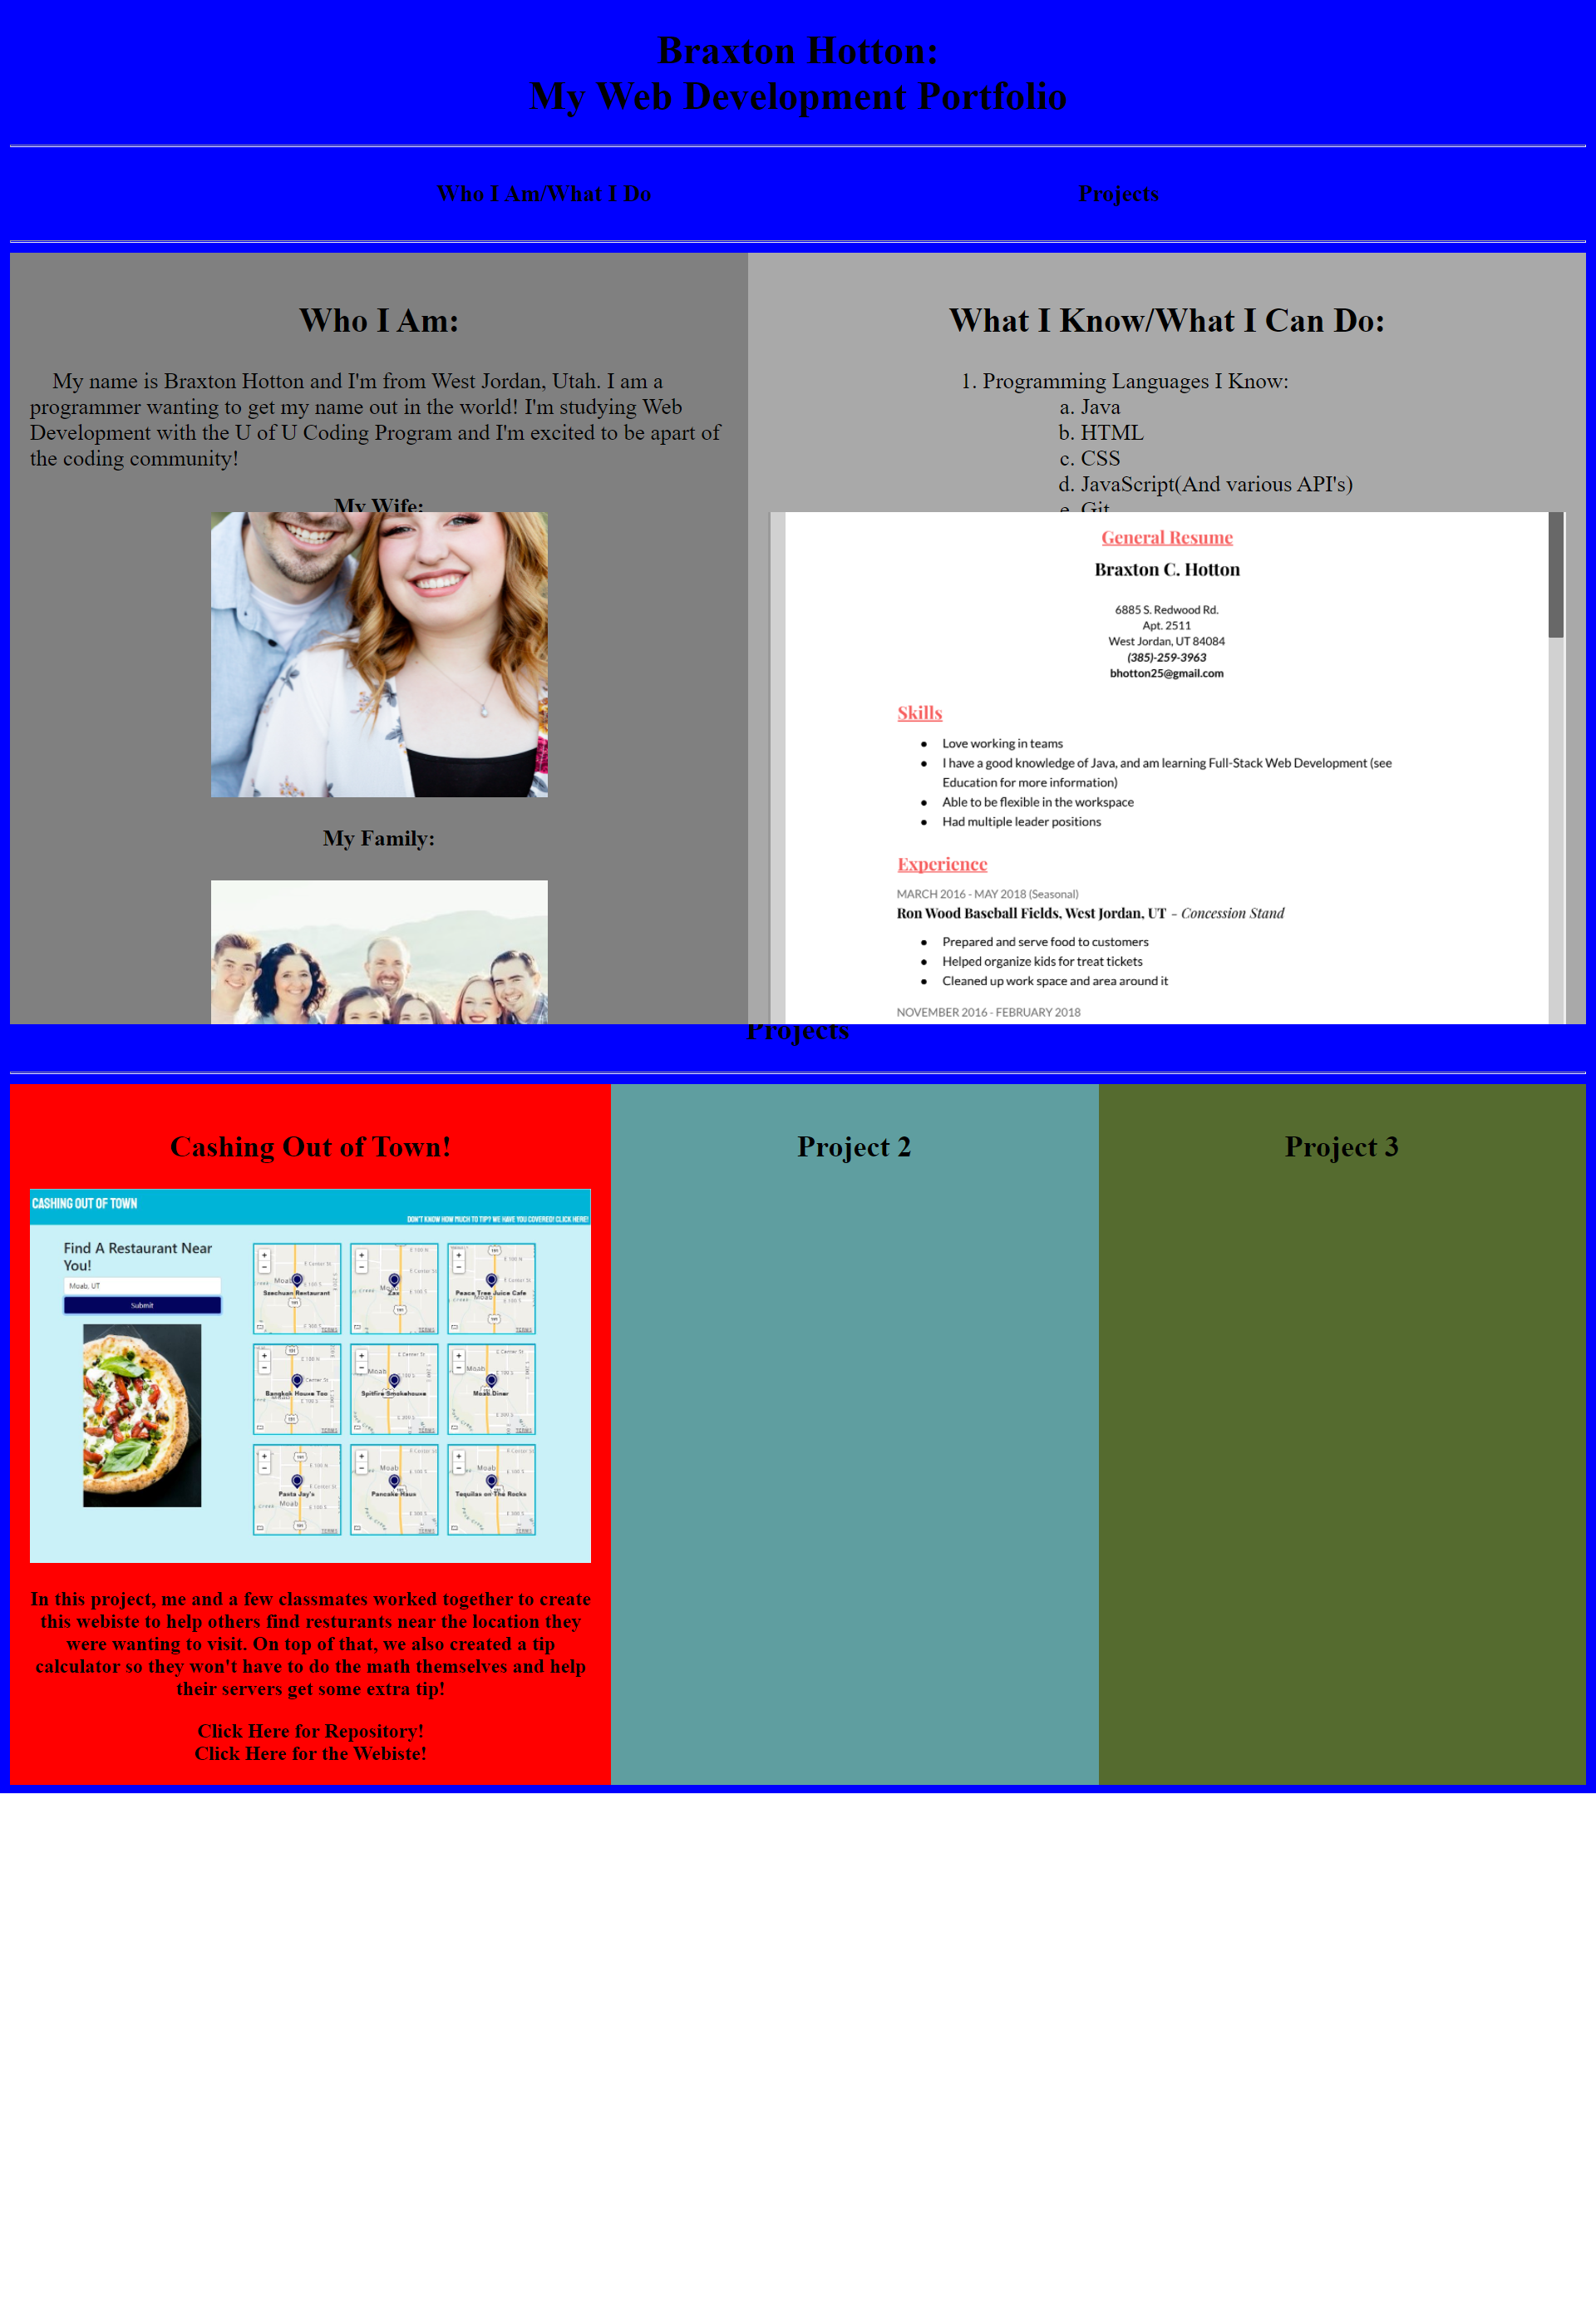 Braxton Hotton:
My Web Development Portfolio
Who I Am/What I Do
Projects
Who I Am:
My name is Braxton Hotton and I'm from West Jordan, Utah. I am a
programmer wanting to get my name out in the world! I'm studying Web
Development with the U of U Coding Program and I'm excited to be apart of
the coding community!
My Wife:
My Family:
What I Know/What I Can Do:
1. Programming Languages I Know:
a. Java
b. HTML
c. CSS
d. JavaScript(And various API's)
e. Git
General Resume
Braxton C. Hotton
6885 S. Redwood Rd.
Apt. 2511
West Jordan, UT 84084
(385)-259-3963
bhotton25@gmail.com
Skills
● Love working in teams
● I have a good knowledge of Java, and am learning Full-Stack Web Development (see
Education for more information)
● Able to be flexible in the workspace
● Had multiple leader positions
Experience
MARCH 2016 - MAY 2018 (Seasonal)
Ron Wood Baseball Fields, West Jordan, UT - Concession Stand
● Prepared and serve food to customers
● Helped organize kids for treat tickets
● Cleaned up work space and area around it
NOVEMBER 2016 - FEBRUARY 2018
Projects
Cashing Out of Town!
CASHING OUT OF TOWN
DON'T KNOW HOW MUCH TO TIP? WE HAVE YOU COVERED! CLICK HERE!
Find A Restaurant Near
You!
Moab, UT
Submit
Szechuan Restaurant
Zax
Peace Tree Juice Cafe
Bangkok House Too
Spitfire Smokehouse
Moab Diner
Pasta Jay's
Pancake Haus
Tequilas on The Rocks
In this project, me and a few classmates worked together to create
this webiste to help others find resturants near the location they
were wanting to visit. On top of that, we also created a tip
calculator so they won't have to do the math themselves and help
their servers get some extra tip!
Click Here for Repository!
Click Here for the Webiste!
Project 2
Project 3